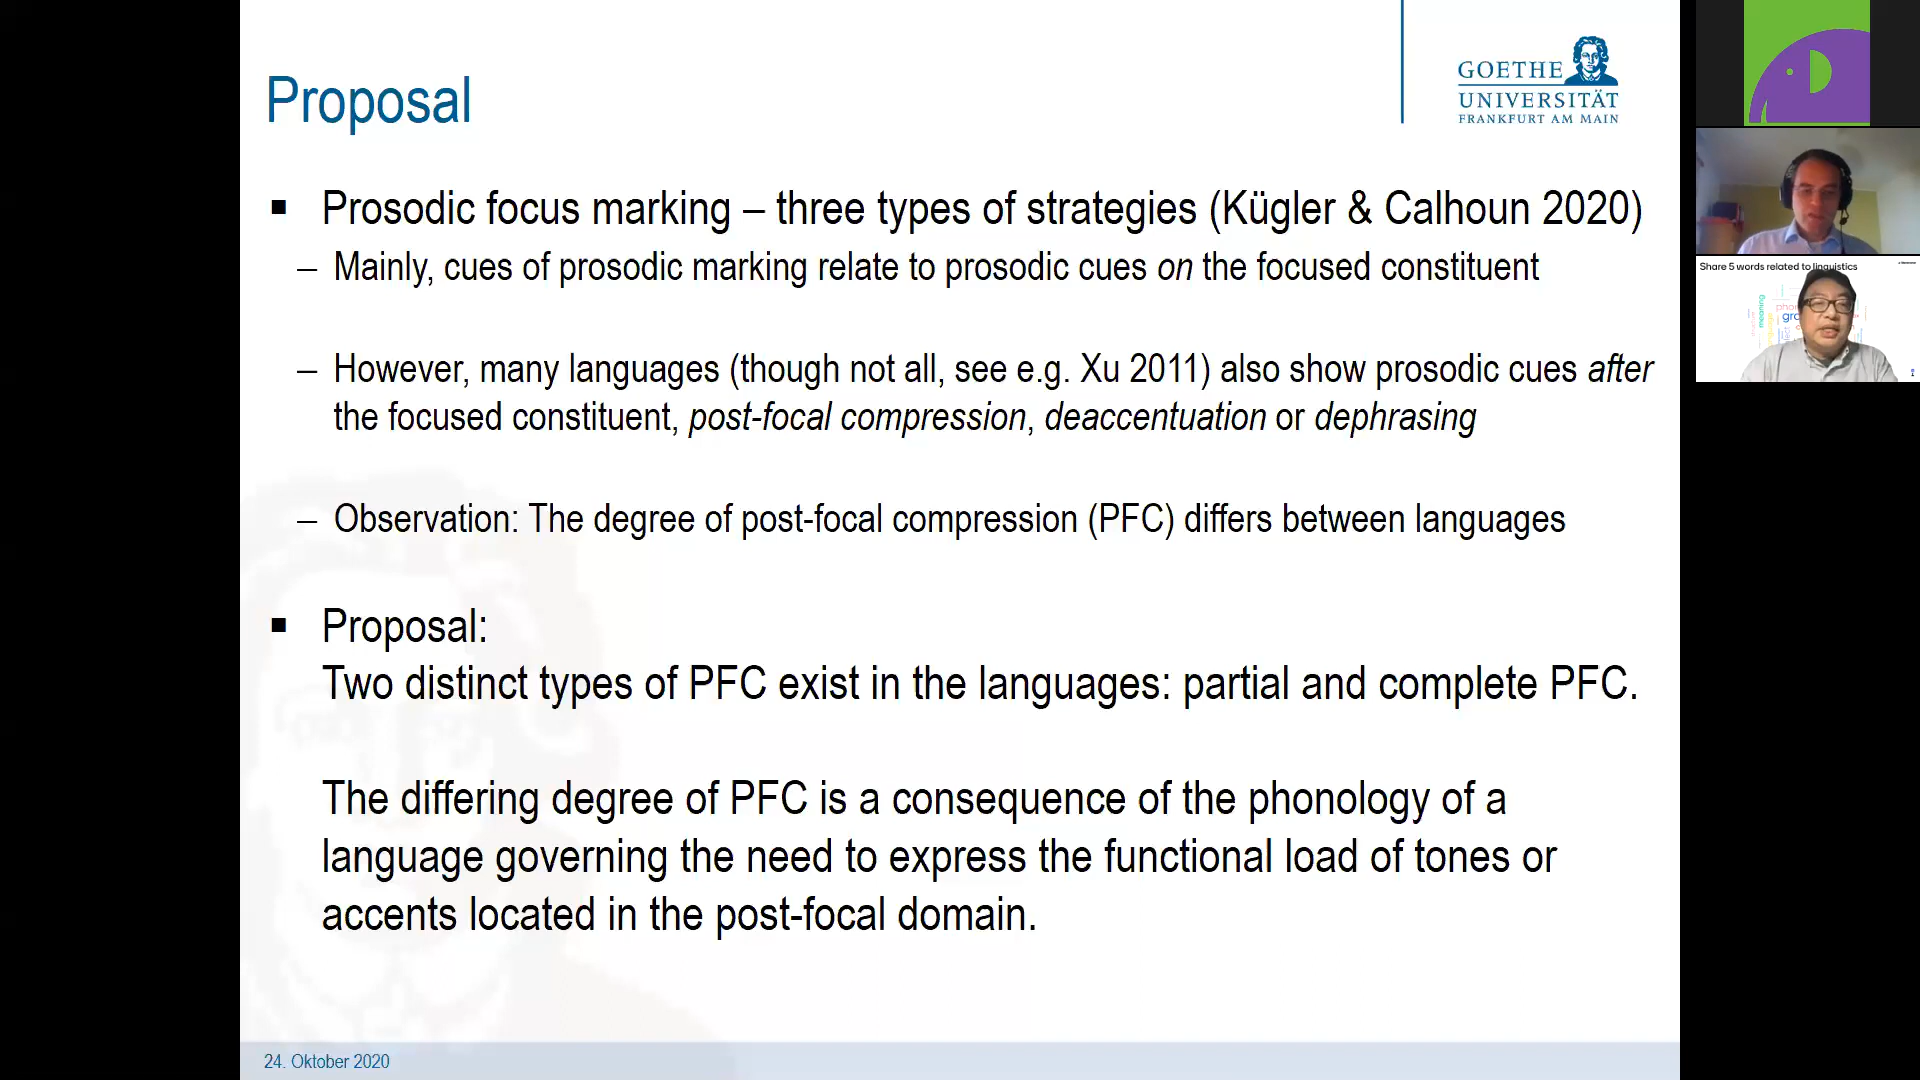 Proposal
GOETHE
UNIVERSITÄT
FRANKFURT AM MAIN
▪ Prosodic focus marking – three types of strategies (Kügler & Calhoun 2020)
– Mainly, cues of prosodic marking relate to prosodic cues on the focused constituent
– However, many languages (though not all, see e.g. Xu 2011) also show prosodic cues after
the focused constituent, post-focal compression, deaccentuation or dephrasing
– Observation: The degree of post-focal compression (PFC) differs between languages
▪ Proposal:
Two distinct types of PFC exist in the languages: partial and complete PFC.
The differing degree of PFC is a consequence of the phonology of a
language governing the need to express the functional load of tones or
accents located in the post-focal domain.
24. Oktober 2020
Share 5 words related to linguistics
meaning